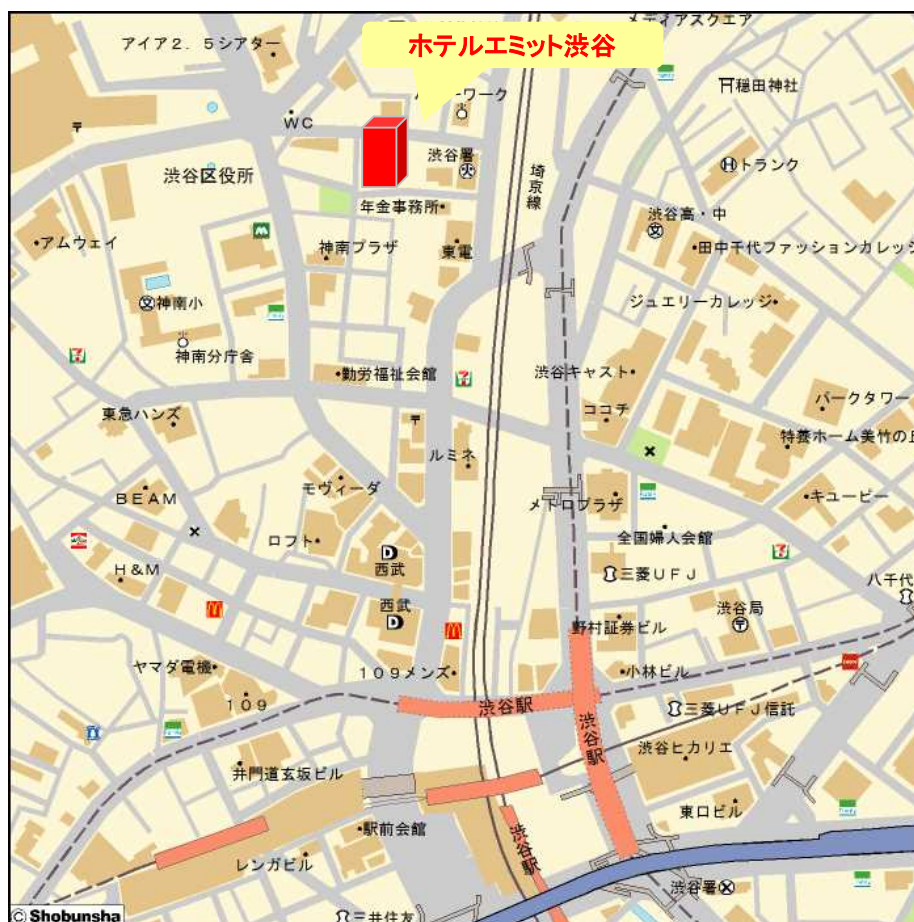 メディアスクエア
アイア2.5シアター
ホテルエミット渋谷
穏田神社
WC
渋谷署
トランク
渋谷区役所
埼京線
年金事務所
渋谷高・中
アムウェイ
神南プラザ
東電
田中千代ファッションカレッジ
神南小
ジュエリーカレッジ
神南分庁舎
勤労福祉会館
渋谷キャスト
パークタワー
東急ハンズ
ココチ
特養ホーム美竹の丘
ルミネ
モヴィーダ
BEAM
メトロプラザ
キユーピー
ロフト
全国婦人会館
西武
H&M
三菱UFJ
八千代
西武
渋谷局
野村証券ビル
ヤマダ電機
109メンズ
小林ビル
109
渋谷駅
三菱UFJ信託
渋谷駅
渋谷ヒカリエ
井門道玄坂ビル
東口ビル
駅前会館
渋谷駅
レンガビル
渋谷署
三井住友
© Shobunsha